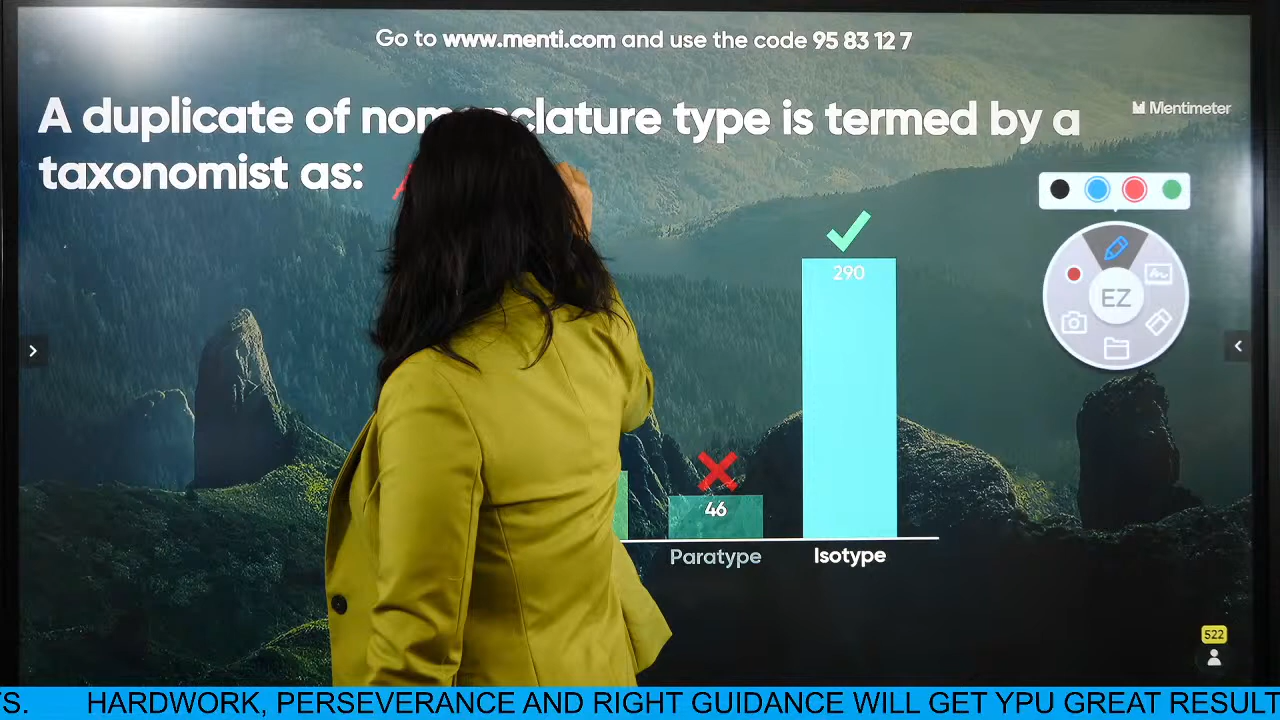 Go to www.menti.com and use the code 95 83 12 7
A duplicate of nomenclature type is termed by a
taxonomist as:
Mentimeter
EZ
290
46
Paratype
Isotype
522
S. HARDWORK, PERSEVERANCE AND RIGHT GUIDANCE WILL GET YPU GREAT RESULT